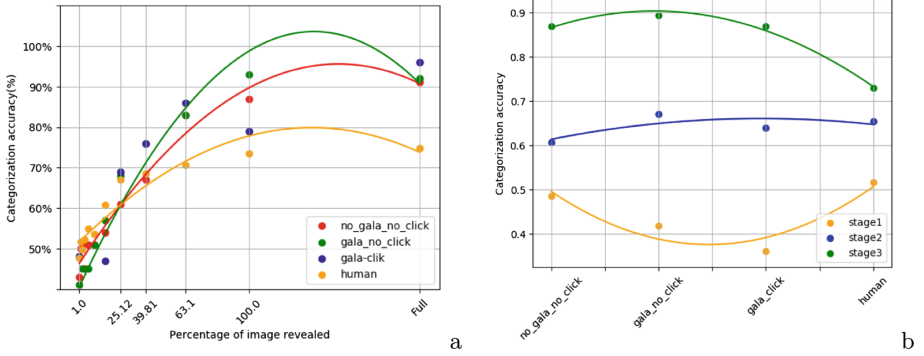 100%
90%
80%
70%
60%
50%
Categorization accuracy(%)
no_gala_no_click
gala_no_click
gala-clik
human
1.0
25.12
39.81
63.1
100.0
Full
Percentage of image revealed
a
0.9
0.8
0.7
0.6
0.5
0.4
Categorization accuracy
stage1
stage2
stage3
no_gala_no_click
gala_no_click
gala_click
human
b